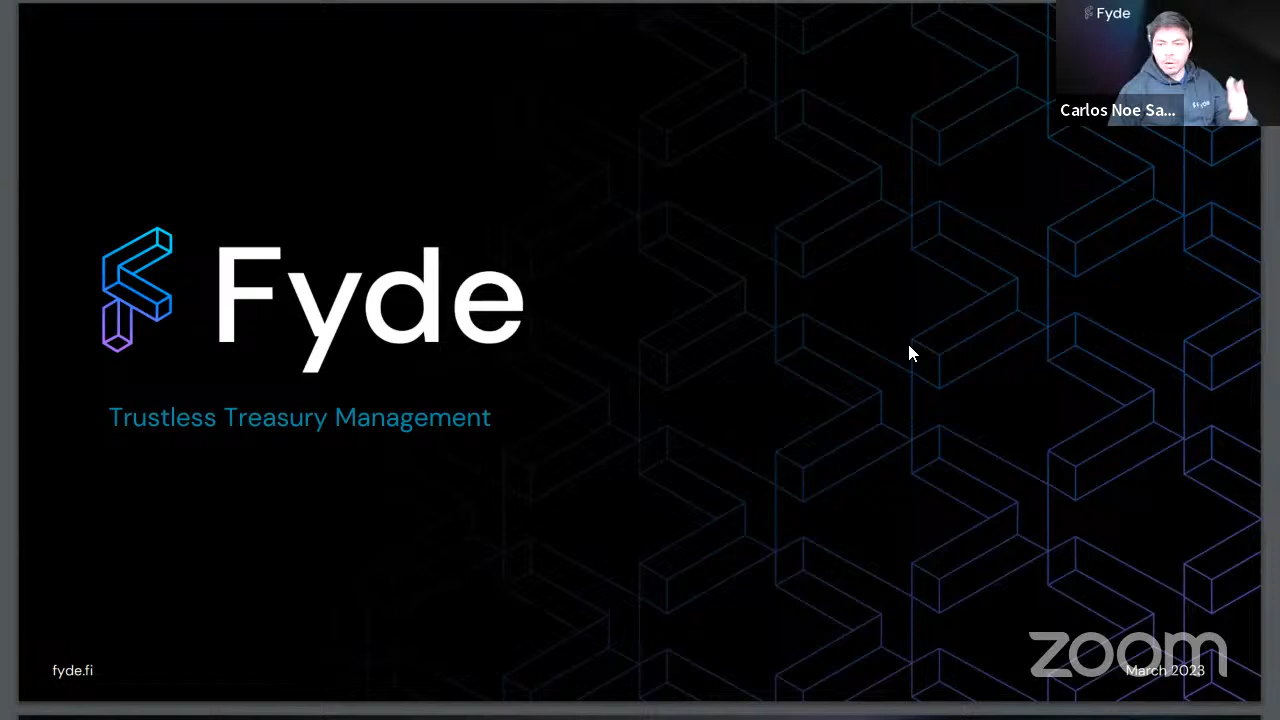 Fyde
Carlos Noe Sa...
Fyde
Trustless Treasury Management
fyde.fi
zoom
March 2023